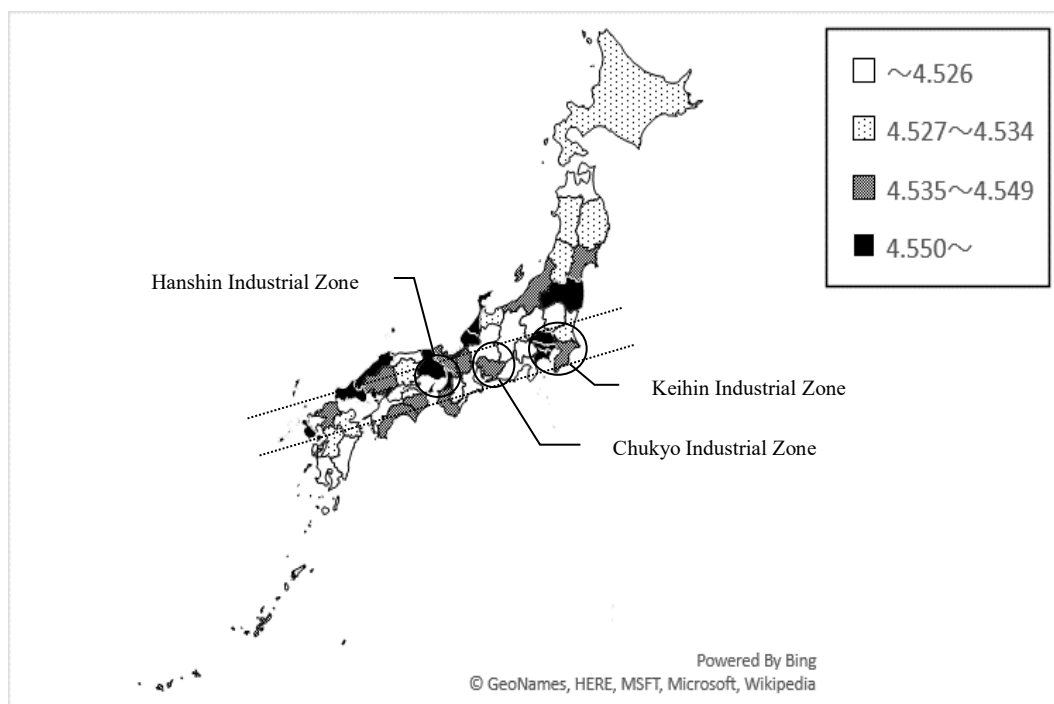 ～4.526
4.527～4.534
4.535～4.549
4.550～
Hanshin Industrial Zone
Keihin Industrial Zone
Chukyo Industrial Zone
Powered By Bing
© GeoNames, HERE, MSFT, Microsoft, Wikipedia